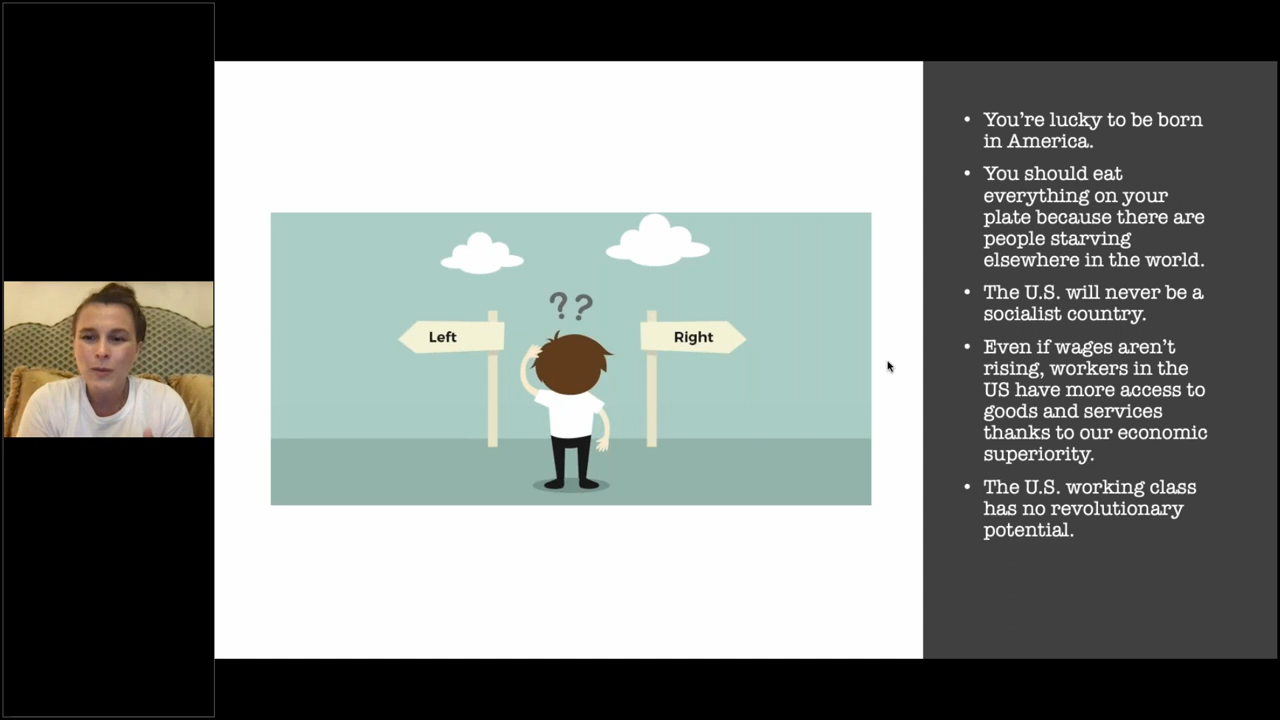 ??
Left
Right
• You’re lucky to be born
in America.
• You should eat
everything on your
plate because there are
people starving
elsewhere in the world.
• The U.S. will never be a
socialist country.
• Even if wages aren’t
rising, workers in the
US have more access to
goods and services
thanks to our economic
superiority.
• The U.S. working class
has no revolutionary
potential.